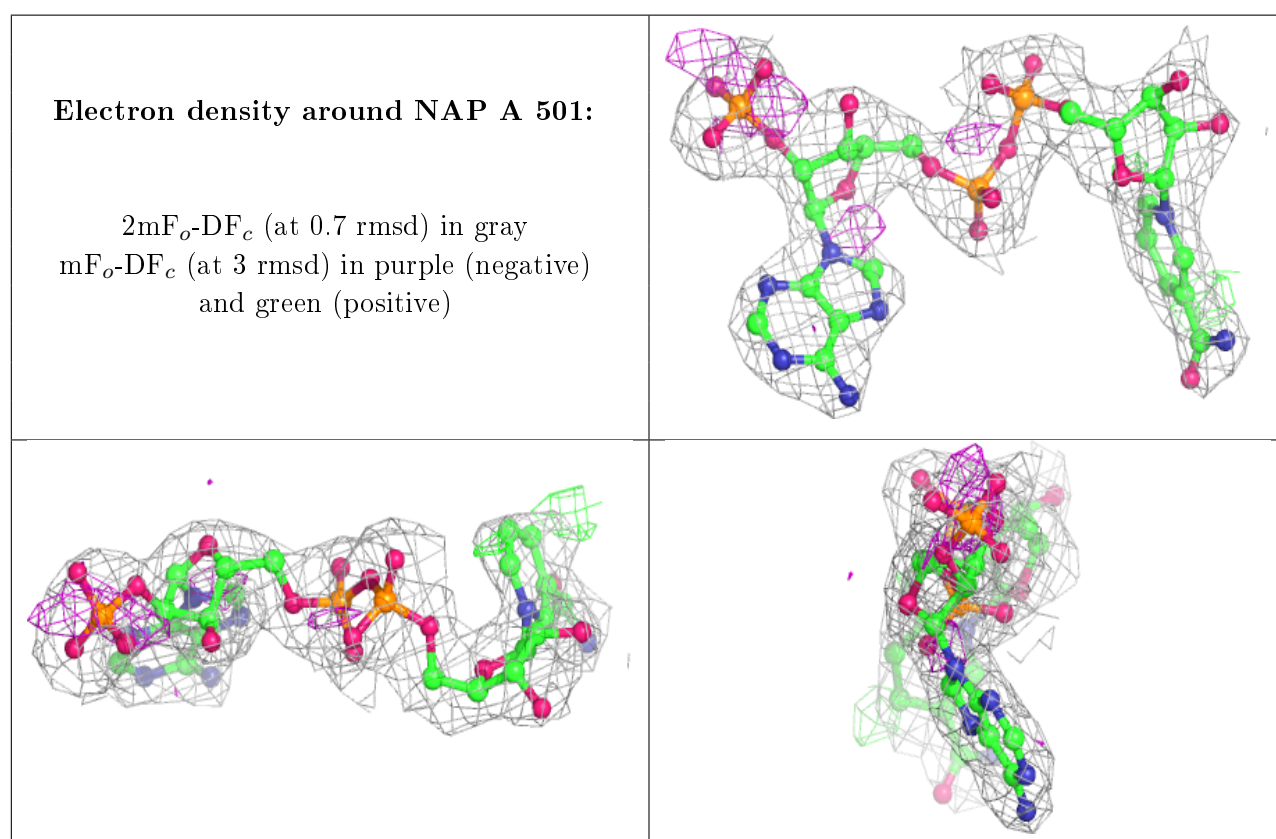 Electron density around NAP A 501:
2mFo-DFc (at 0.7 rmsd) in gray
mFo-DFc (at 3 rmsd) in purple (negative)
and green (positive)